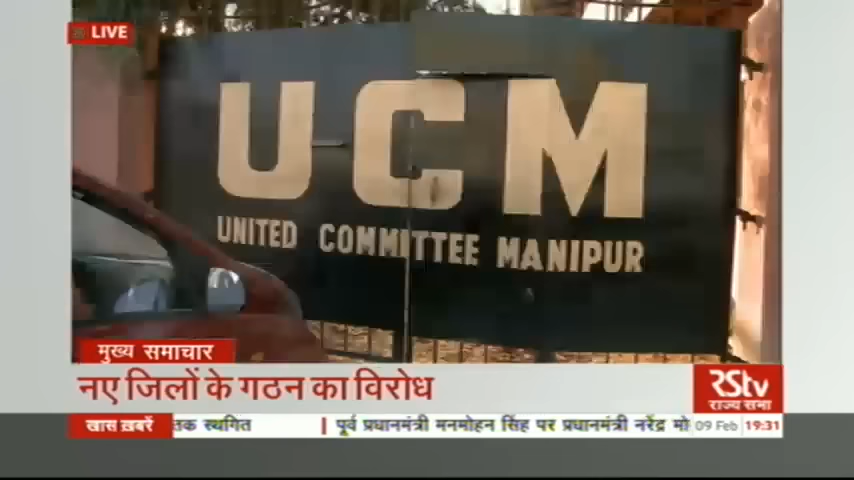 LIVE
UCM
UNITED COMMITTEE MANIPUR
मुख्य समाचार
नए जिलों के गठन का विरोध
RStv
राज्य सभा
खास ख़बरें
तक स्थगित | पूर्व प्रधानमंत्री मनमोहन सिंह पर प्रधानमंत्री नरेंद्र मो
09 Feb 19:31